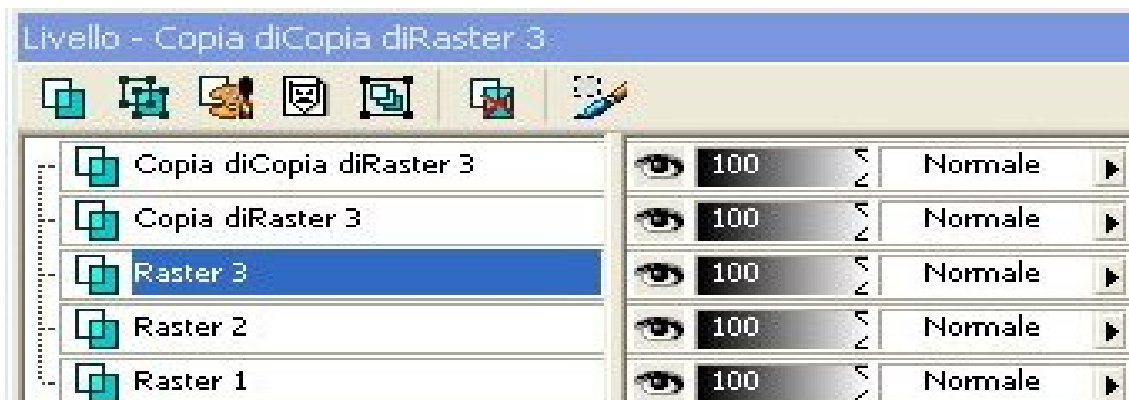 Livello - Copia diCopia diRaster 3
Copia diCopia diRaster 3 100 Normale
Copia diRaster 3 100 Normale
Raster 3 100 Normale
Raster 2 100 Normale
Raster 1 100 Normale